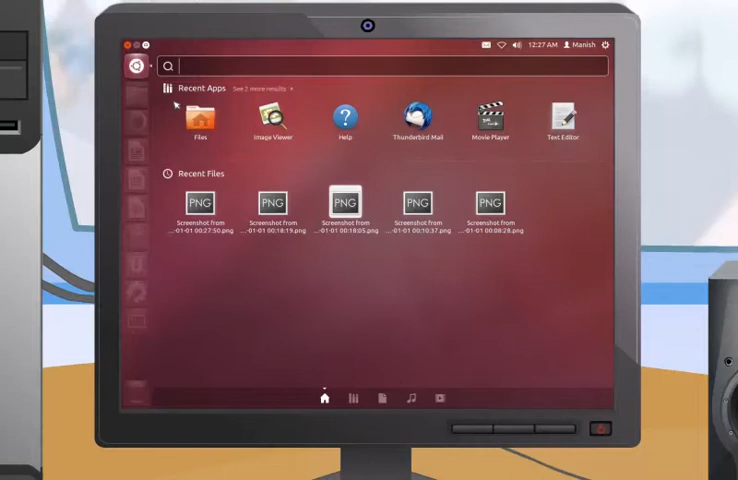 12:27 AM Manish
Recent Apps See 2 more results
Files Image Viewer Help Thunderbird Mail Movie Player Text Editor
Recent Files
PNG PNG PNG PNG PNG
Screenshot from Screenshot from Screenshot from Screenshot from Screenshot from
...-01-01 00:27:50.png ...-01-01 00:18:19.png ...-01-01 00:18:05.png ...-01-01 00:10:37.png ...-01-01 00:08:28.png